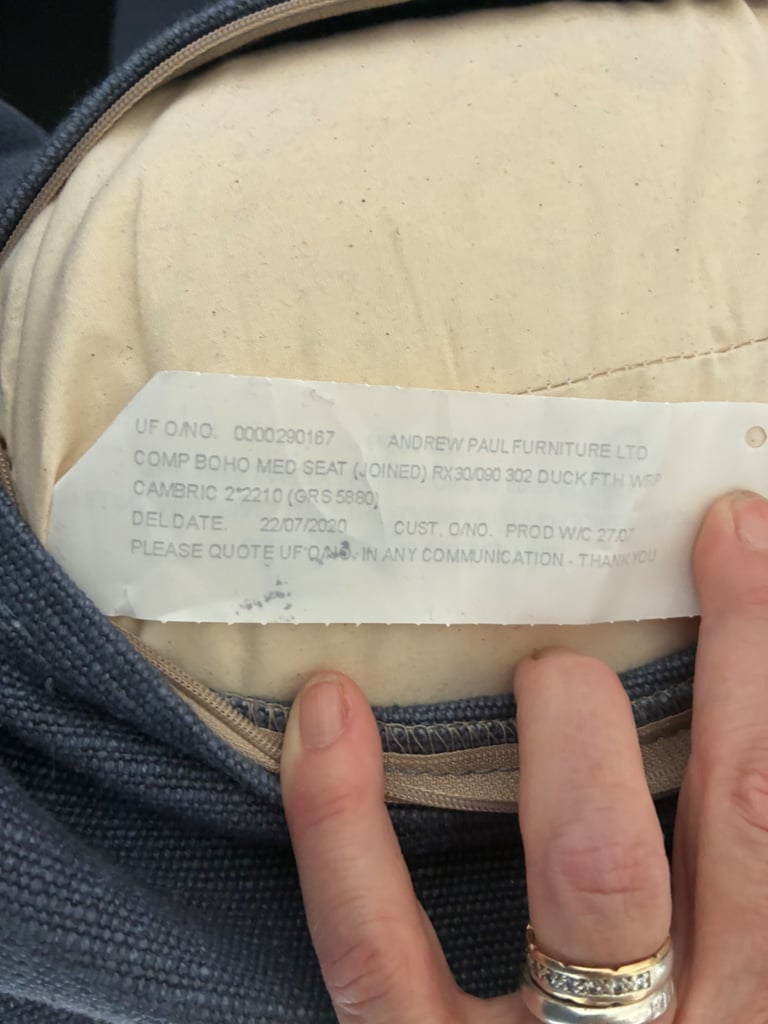 UF O/NO. 0000290167 ANDREW PAUL FURNITURE LTD
COMP BOHO MED SEAT (JOINED) RX30/090 302 DUCK FTH WRP
CAMBRIC 2*2210 (GRS 5880)
DEL DATE. 22/07/2020 CUST. O/NO. PROD W/C 27/07
PLEASE QUOTE UF O/NO. IN ANY COMMUNICATION - THANK YOU